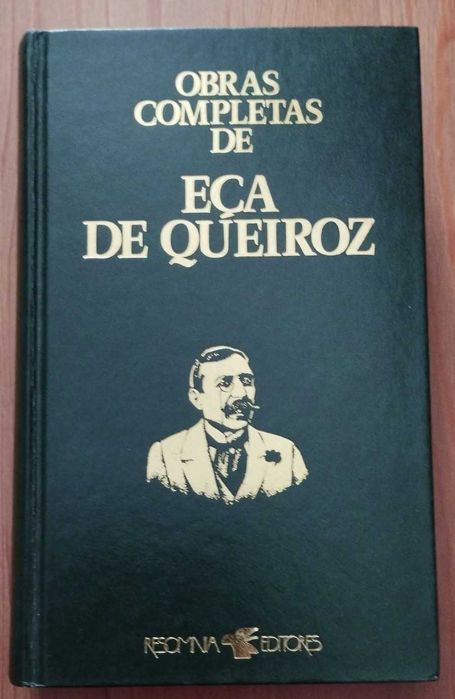 OBRAS
COMPLETAS
DE
EÇA
DE QUEIROZ
RESOMNIA EDITORES